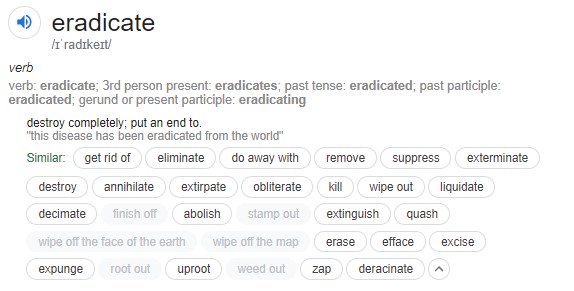 eradicate
/ɪˈradɪkeɪt/
verb
verb: eradicate; 3rd person present: eradicates; past tense: eradicated; past participle:
eradicated; gerund or present participle: eradicating
destroy completely; put an end to.
"this disease has been eradicated from the world"
Similar: get rid of eliminate do away with remove suppress exterminate
destroy annihilate extirpate obliterate kill wipe out liquidate
decimate finish off abolish stamp out extinguish quash
wipe off the face of the earth wipe off the map erase efface excise
expunge root out uproot weed out zap deracinate